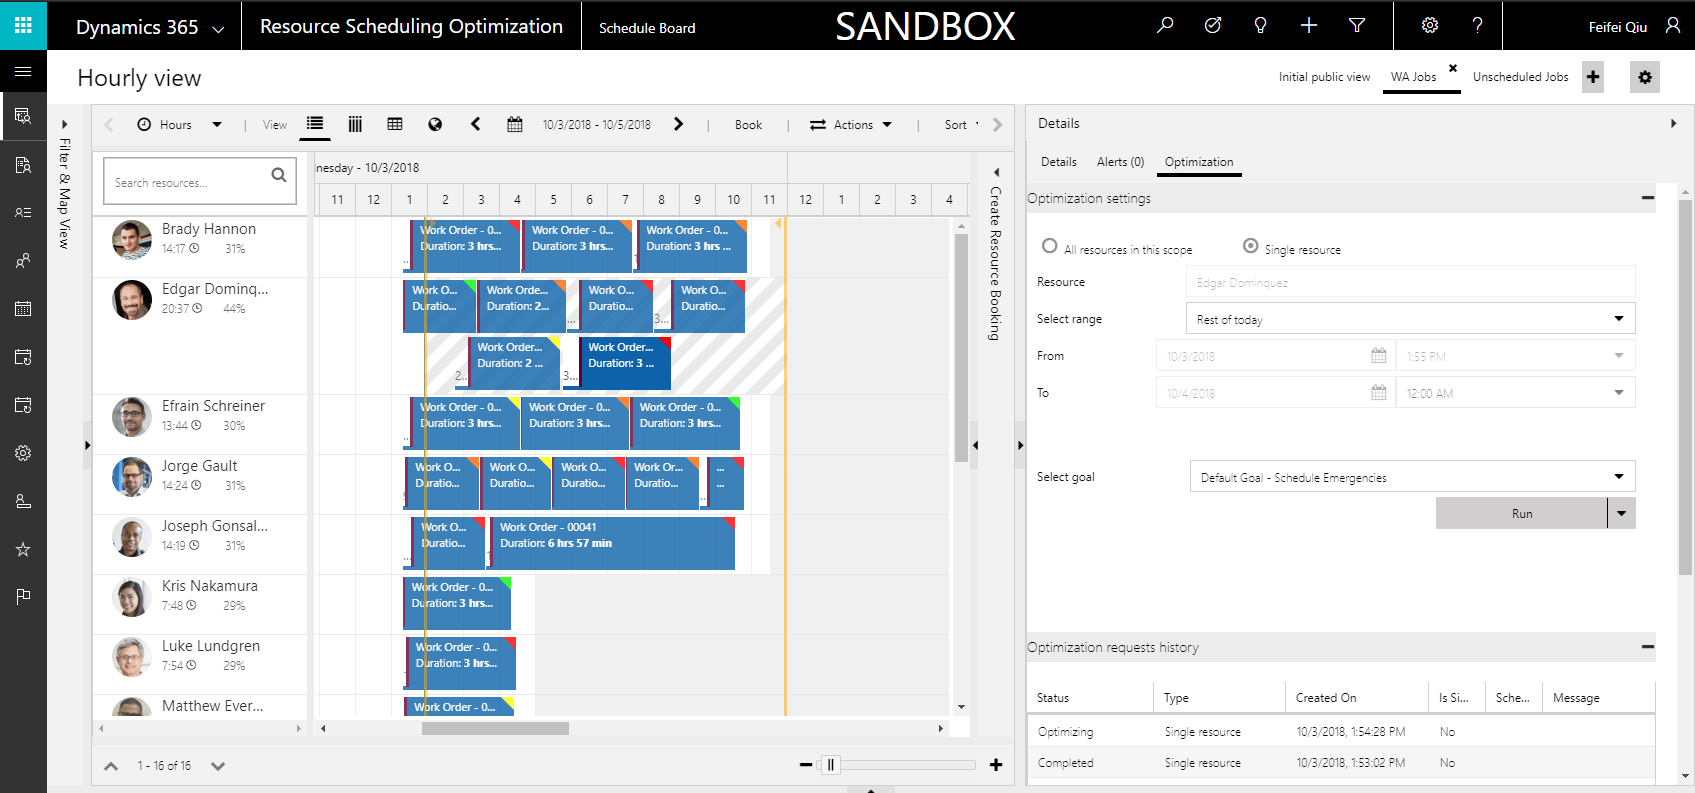 Dynamics 365
Resource Scheduling Optimization
Schedule Board
SANDBOX
?
Feifei Qiu
Hourly view
Initial public view
WA Jobs
Unscheduled Jobs
Filter & Map View
Hours
View
10/3/2018 - 10/5/2018
Book
Actions
Sort
Search resources...
nesday - 10/3/2018
11 12 1 2 3 4 5 6 7 8 9 10 11 12 1 2 3 4
Brady Hannon
14:17 31%
Work Order - 0...
Duration: 3 hrs...
Work Order - 0...
Duration: 3 hrs...
Work Order - 0...
Duration: 3 hrs ...
Edgar Dominq...
20:37 44%
Work O...
Duratio...
Work Orde...
Duration: 2...
Work O...
Duratio...
3...
Work O...
Duratio...
2...
Work Order...
Duration: 2 ...
3...
Work Order...
Duration: 3 ...
Efrain Schreiner
13:44 30%
Work Order - 0...
Duration: 3 hrs...
Work Order - 0...
Duration: 3 hrs...
Work Order - 0...
Duration: 3 hrs...
Jorge Gault
14:24 31%
Work O...
Duratio...
Work O...
Duratio...
Work O...
Duratio...
Work Or...
Duratio...
...
...
Joseph Gonsal...
14:19 31%
Work O...
Duratio...
Work Order - 00041
Duration: 6 hrs 57 min
Kris Nakamura
7:48 29%
Work Order - 0...
Duration: 3 hrs...
Luke Lundgren
7:54 29%
Work Order - 0...
Duration: 3 hrs...
Matthew Ever...
Work Order - 0...
1 - 16 of 16
Create Resource Booking
Details
Details
Alerts (0)
Optimization
Optimization settings
All resources in this scope
Single resource
Resource
Edgar Dominquez
Select range
Rest of today
From
10/3/2018
1:55 PM
To
10/4/2018
12:00 AM
Select goal
Default Goal - Schedule Emergencies
Run
Optimization requests history
Status Type Created On Is Si... Sche... Message
Optimizing Single resource 10/3/2018, 1:54:28 PM No
Completed Single resource 10/3/2018, 1:53:02 PM No